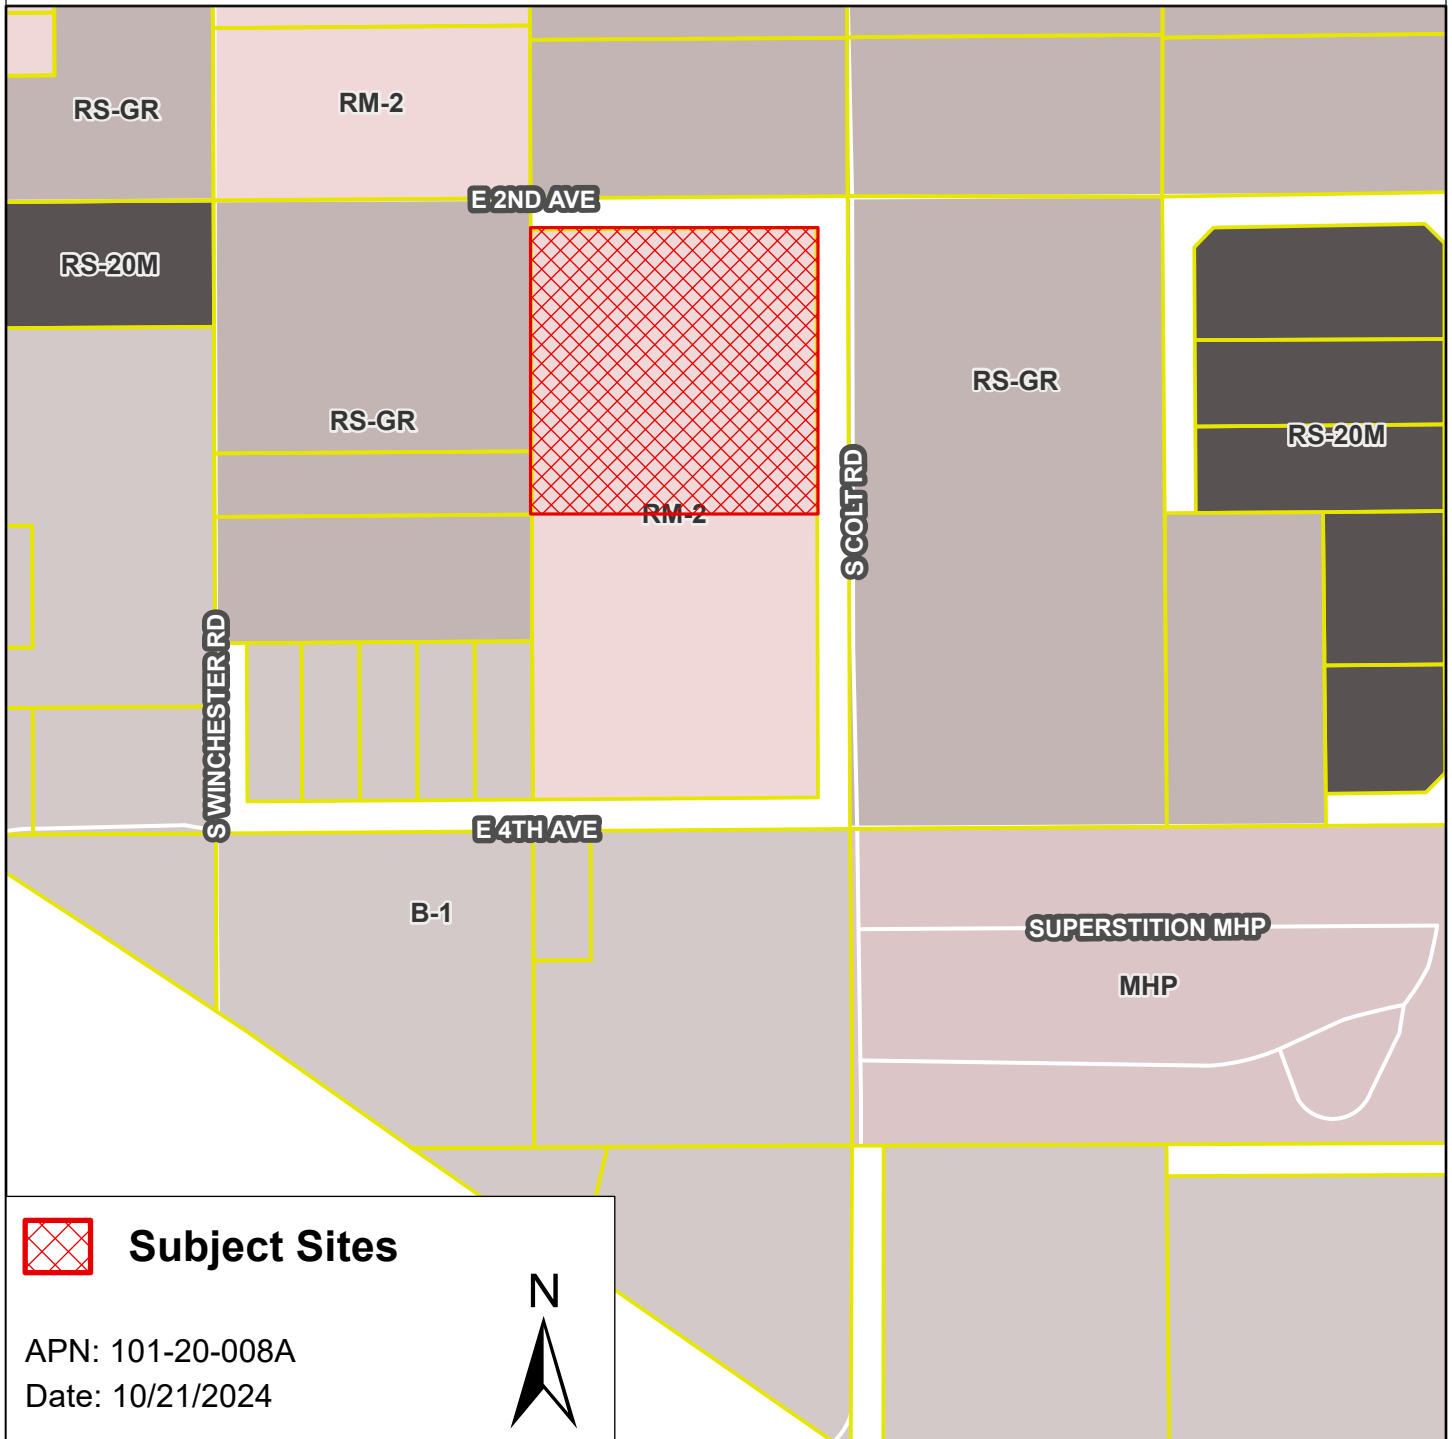 RS-GR
RM-2
E 2ND AVE
RS-20M
RS-GR
RS-GR
RS-20M
RM-2
S COLT RD
S WINCHESTER RD
E 4TH AVE
B-1
SUPERSTITION MHP
MHP
Subject Sites
N
APN: 101-20-008A
Date: 10/21/2024